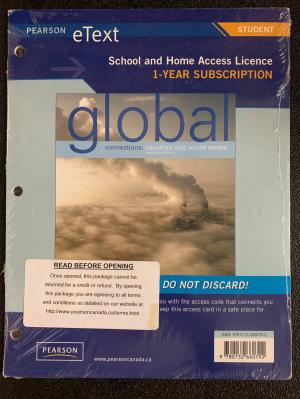 PEARSON eText STUDENT
School and Home Access Licence
1-YEAR SUBSCRIPTION
global
connections: canadian and world issues
READ BEFORE OPENING
Once opened, this package cannot be
returned for a credit or refund. By opening
this package you are agreeing to all terms
and conditions as detailed on our website at
http://www.pearsoncanada.ca/terms.html
DO NOT DISCARD!
you with the access code that connects you
keep this access card in a safe place for
PEARSON
www.pearsoncanada.ca
9 780132 660792